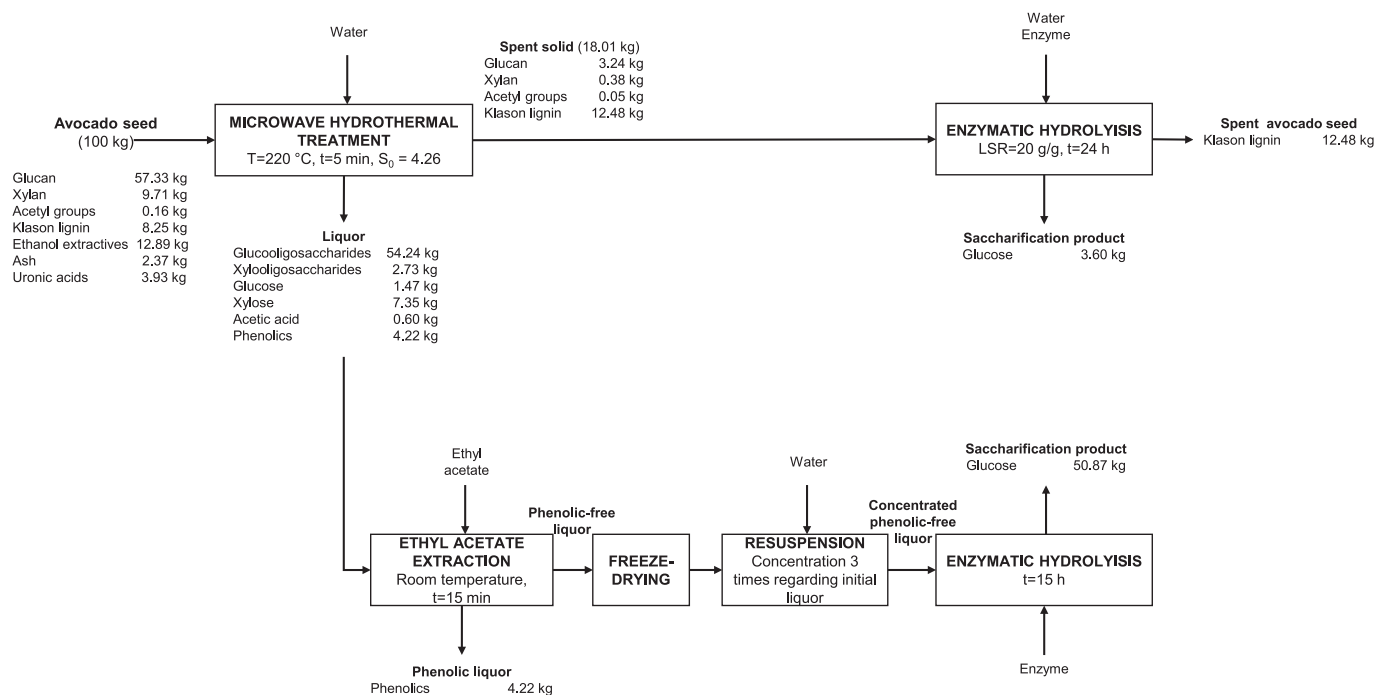 Water
Spent solid (18.01 kg)
Glucan 3.24 kg
Xylan 0.38 kg
Acetyl groups 0.05 kg
Klason lignin 12.48 kg
Water
Enzyme
Avocado seed
(100 kg)
MICROWAVE HYDROTHERMAL
TREATMENT
T=220 °C, t=5 min, S0 = 4.26
ENZYMATIC HYDROLYISIS
LSR=20 g/g, t=24 h
Spent avocado seed
Klason lignin 12.48 kg
Glucan 57.33 kg
Xylan 9.71 kg
Acetyl groups 0.16 kg
Klason lignin 8.25 kg
Ethanol extractives 12.89 kg
Ash 2.37 kg
Uronic acids 3.93 kg
Liquor
Glucooligosaccharides 54.24 kg
Xylooligosaccharides 2.73 kg
Glucose 1.47 kg
Xylose 7.35 kg
Acetic acid 0.60 kg
Phenolics 4.22 kg
Saccharification product
Glucose 3.60 kg
Ethyl
acetate
Water
Saccharification product
Glucose 50.87 kg
Phenolic-free
liquor
Concentrated
phenolic-free
liquor
ETHYL ACETATE
EXTRACTION
Room temperature,
t=15 min
FREEZE-
DRYING
RESUSPENSION
Concentration 3
times regarding initial
liquor
ENZYMATIC HYDROLYISIS
t=15 h
Phenolic liquor
Phenolics 4.22 kg
Enzyme